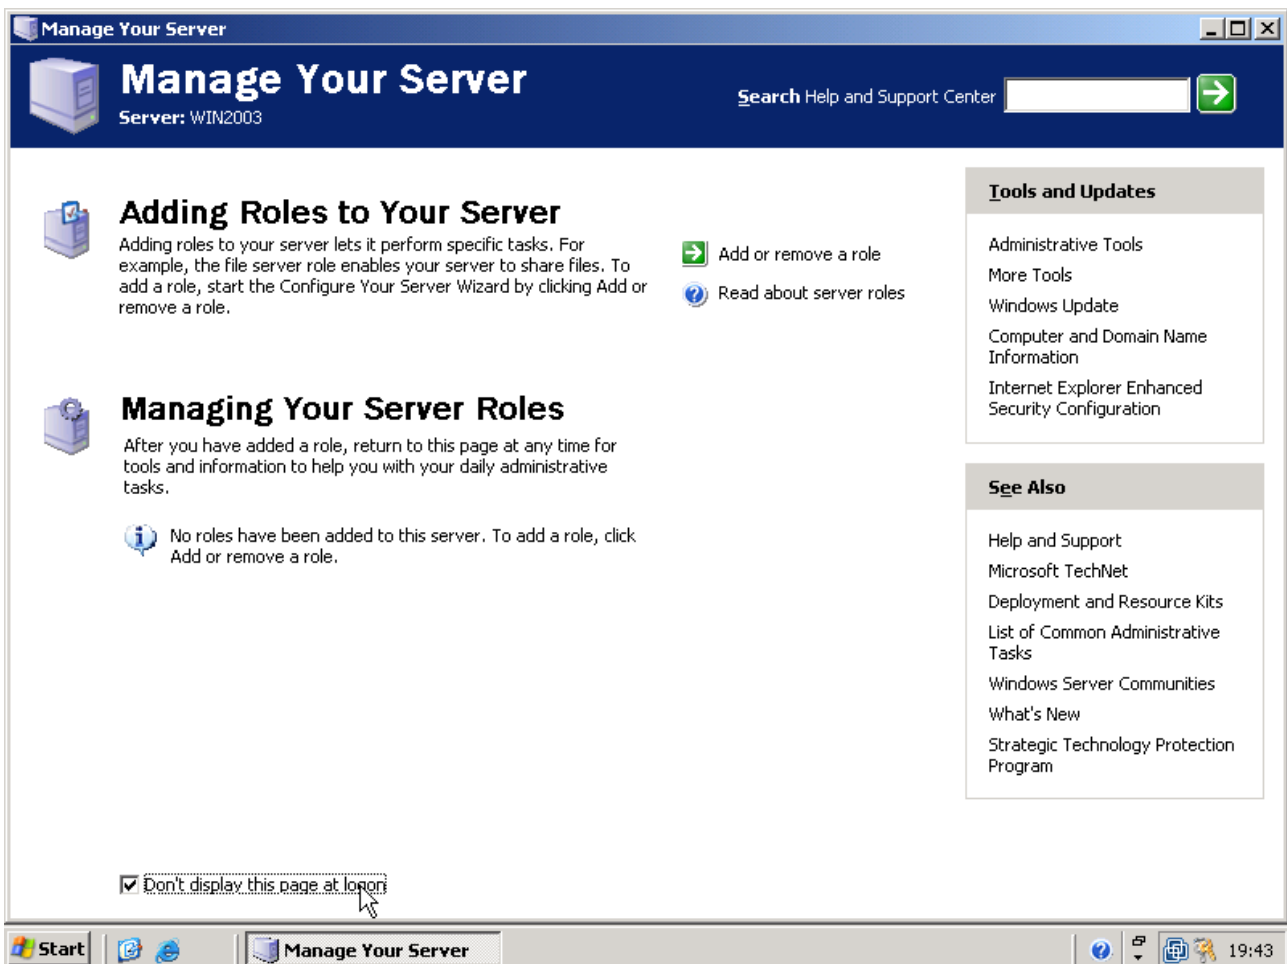 Manage Your Server
Manage Your Server
Server: WIN2003
Search Help and Support Center
Adding Roles to Your Server
Adding roles to your server lets it perform specific tasks. For
example, the file server role enables your server to share files. To
add a role, start the Configure Your Server Wizard by clicking Add or
remove a role.
Add or remove a role
Read about server roles
Managing Your Server Roles
After you have added a role, return to this page at any time for
tools and information to help you with your daily administrative
tasks.
No roles have been added to this server. To add a role, click
Add or remove a role.
Tools and Updates
Administrative Tools
More Tools
Windows Update
Computer and Domain Name
Information
Internet Explorer Enhanced
Security Configuration
See Also
Help and Support
Microsoft TechNet
Deployment and Resource Kits
List of Common Administrative
Tasks
Windows Server Communities
What's New
Strategic Technology Protection
Program
Don't display this page at logon
Start
Manage Your Server
19:43